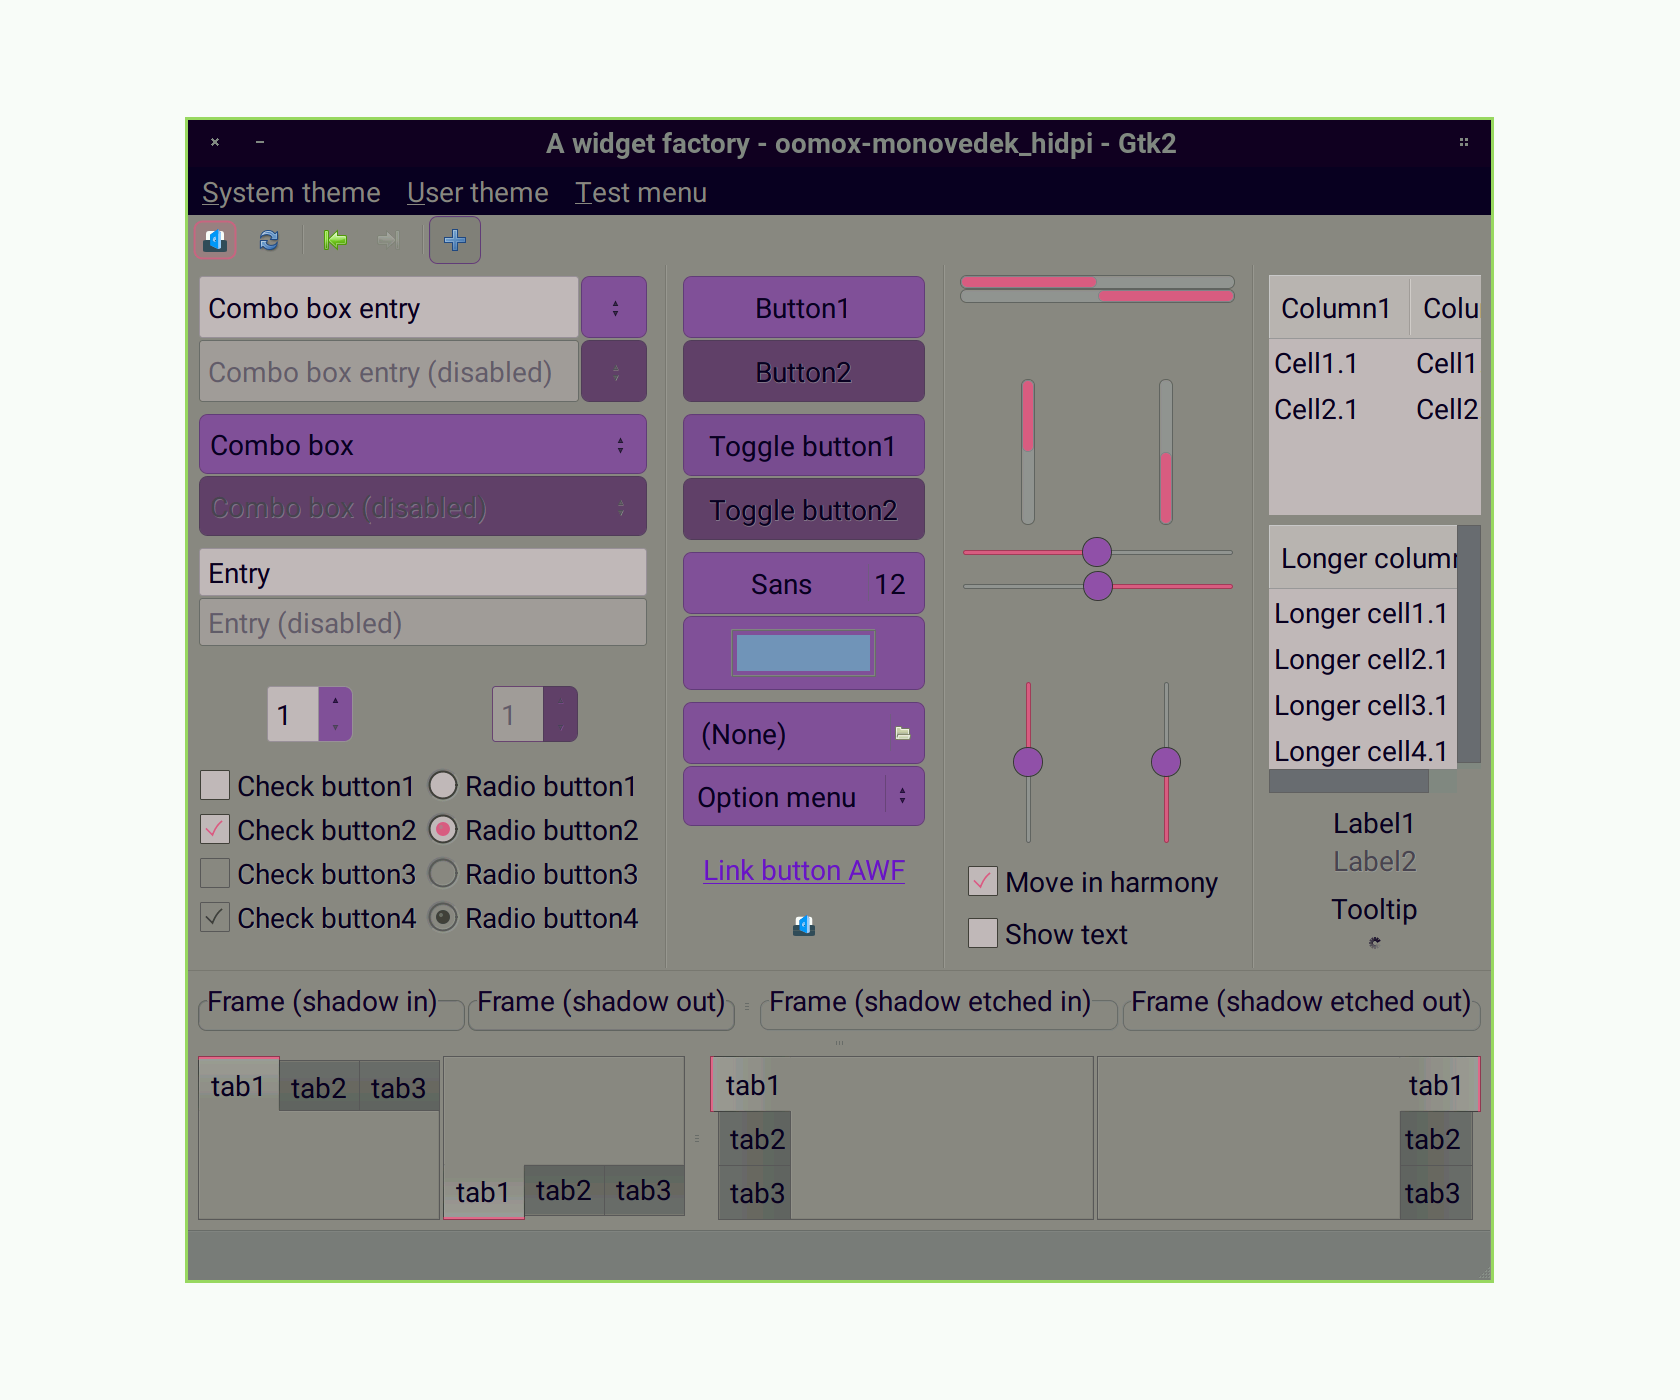 A widget factory - oomox-monovedek_hidpi - Gtk2
System theme User theme Test menu
Combo box entry
Combo box entry (disabled)
Combo box
Combo box (disabled)
Entry
Entry (disabled)
1 1
Check button1 Radio button1
Check button2 Radio button2
Check button3 Radio button3
Check button4 Radio button4
Button1
Button2
Toggle button1
Toggle button2
Sans 12
(None)
Option menu
Link button AWF
Move in harmony
Show text
Column1 Colu
Cell1.1 Cell1
Cell2.1 Cell2
Longer column
Longer cell1.1
Longer cell2.1
Longer cell3.1
Longer cell4.1
Label1
Label2
Tooltip
Frame (shadow in) Frame (shadow out) Frame (shadow etched in) Frame (shadow etched out)
tab1 tab2 tab3
tab1 tab2 tab3
tab1
tab2
tab3
tab1
tab2
tab3